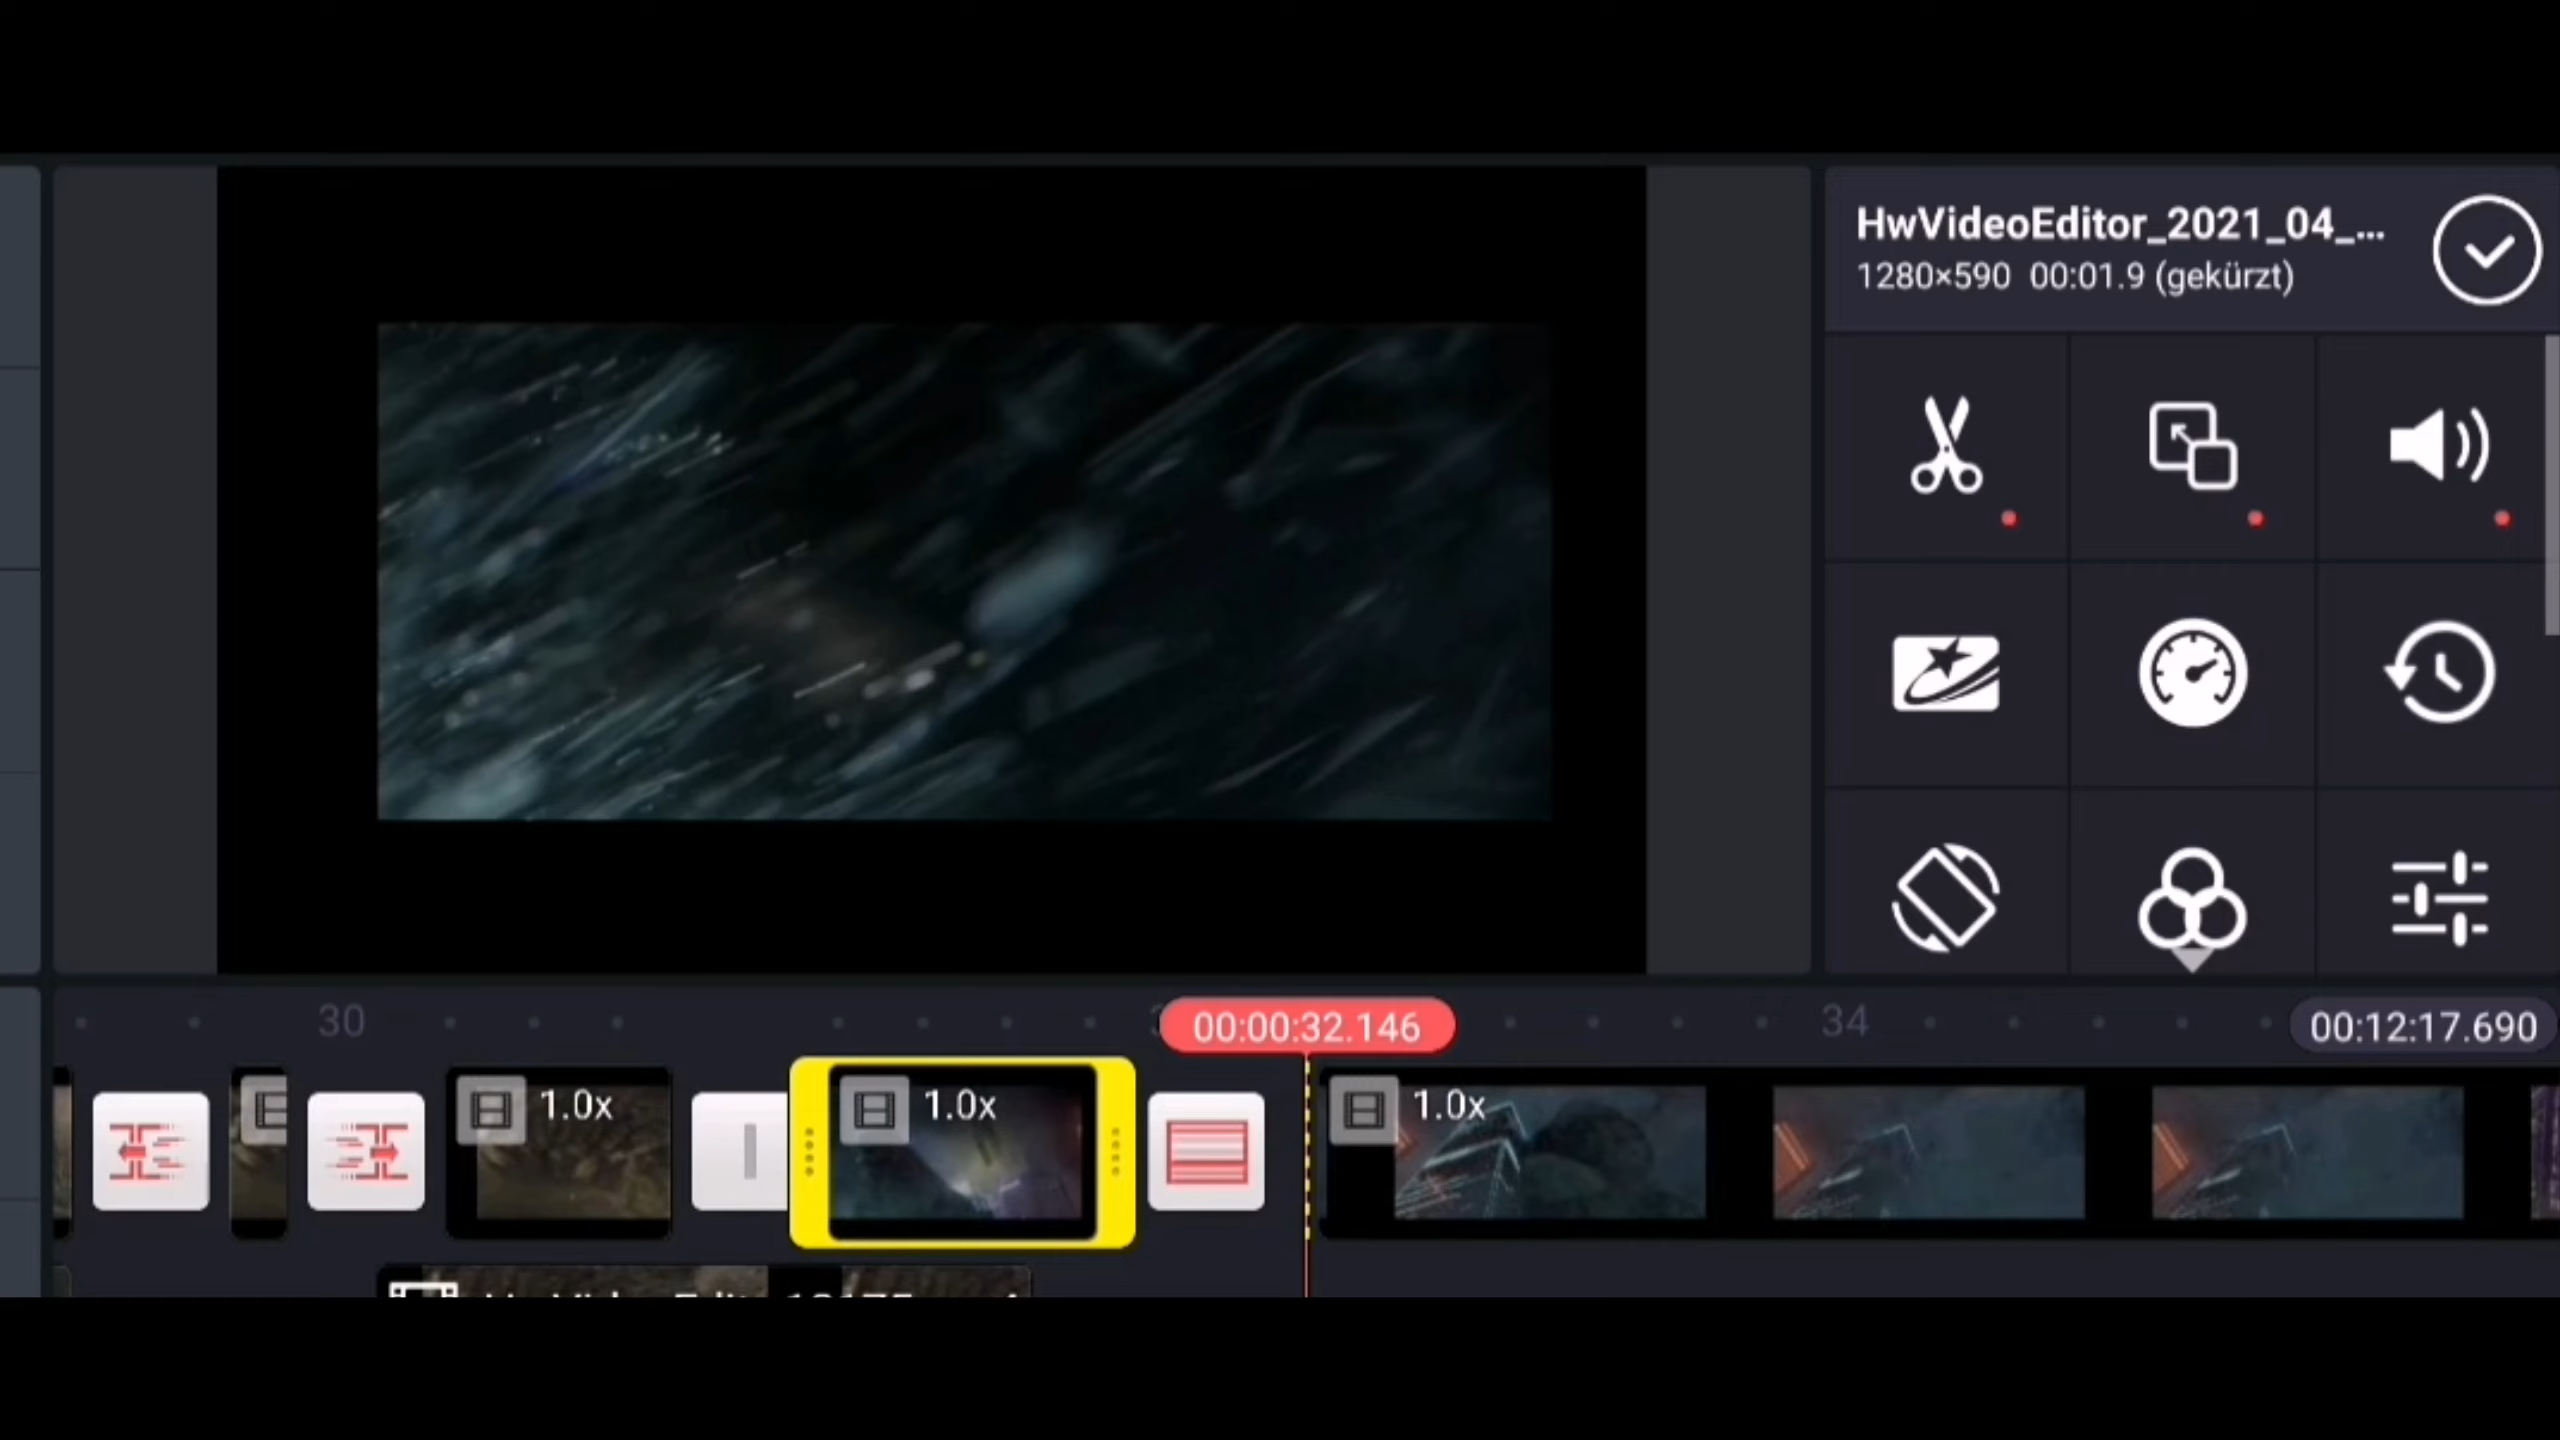 HwVideoEditor_2021_04_...
1280×590 00:01.9 (gekürzt)
30
00:00:32.146
34
00:12:17.690
1.0x
1.0x
1.0x